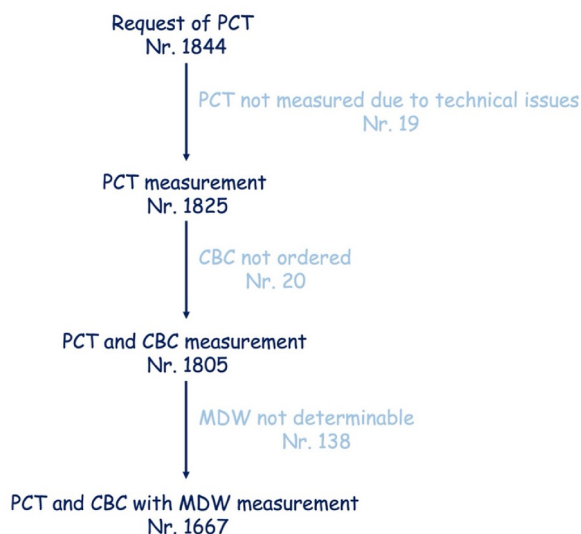 Request of PCT
Nr. 1844
PCT not measured due to technical issues
Nr. 19
PCT measurement
Nr. 1825
CBC not ordered
Nr. 20
PCT and CBC measurement
Nr. 1805
MDW not determinable
Nr. 138
PCT and CBC with MDW measurement
Nr. 1667